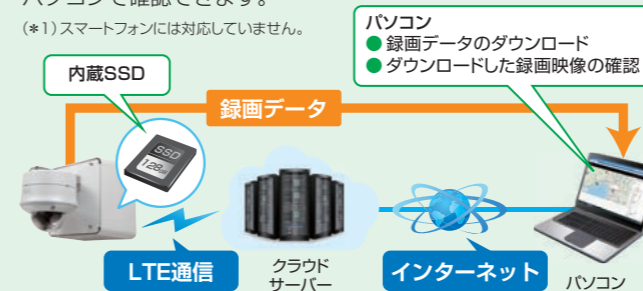 パソコンで確認できます。
(*1)スマートフォンには対応していません。
パソコン
● 録画データのダウンロード
● ダウンロードした録画映像の確認
内蔵SSD
録画データ
SSD
128GB
LTE通信
クラウド
サーバー
インターネット
パソコン